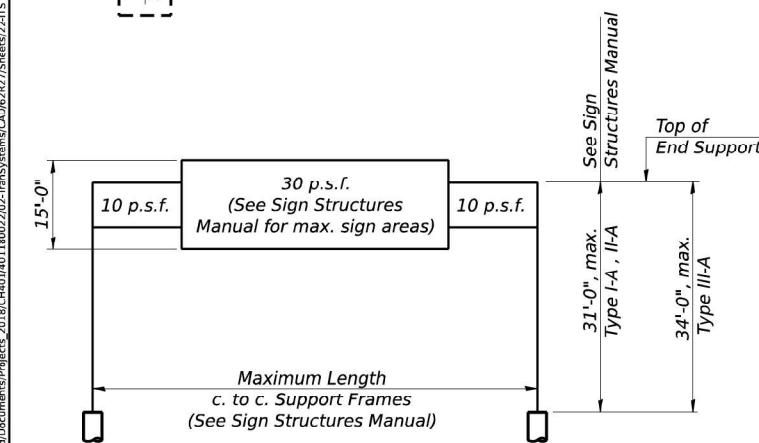 See Sign
Structures Manual
Top of
End Support
30 p.s.f.
(See Sign Structures
Manual for max. sign areas)
10 p.s.f.
10 p.s.f.
15'-0"
31'-0", max.
Type I-A , II-A
34'-0", max.
Type III-A
Maximum Length
c. to c. Support Frames
(See Sign Structures Manual)